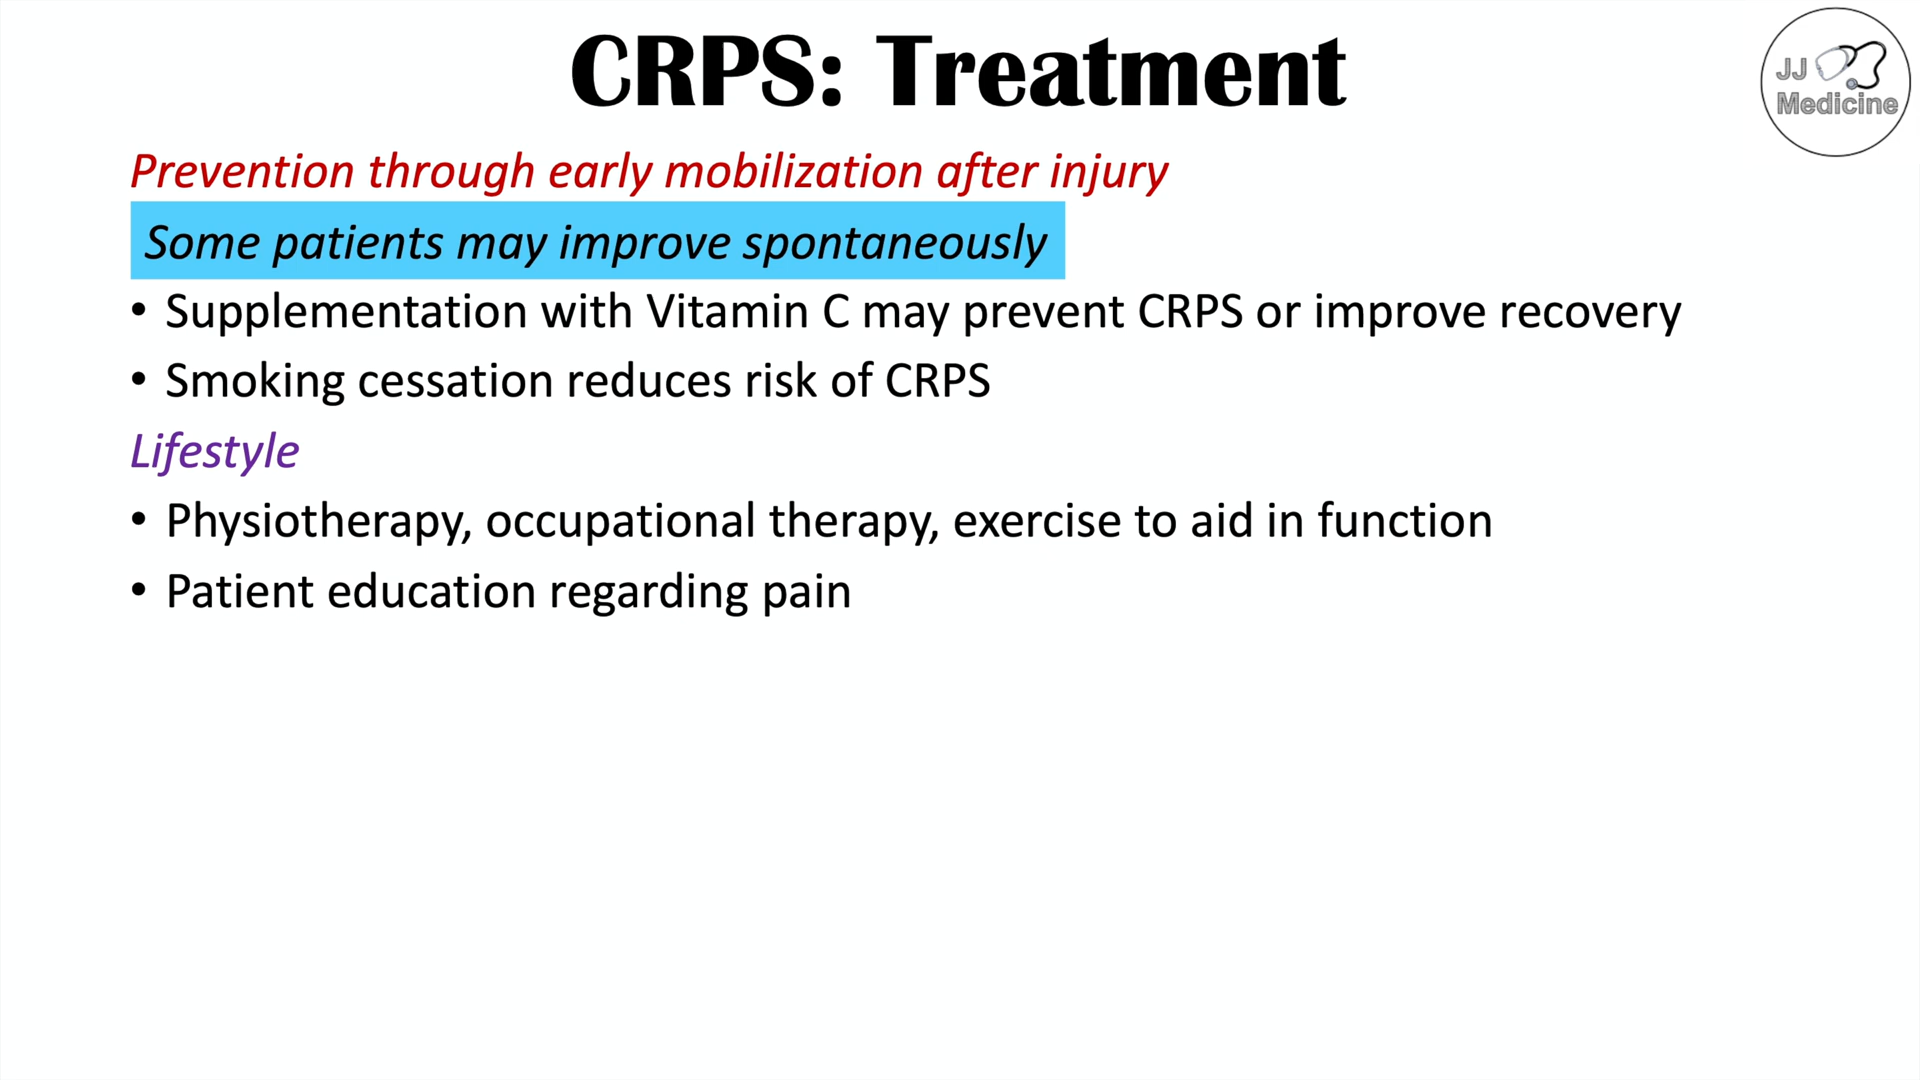 CRPS: Treatment
JJ
Medicine
Prevention through early mobilization after injury
Some patients may improve spontaneously
• Supplementation with Vitamin C may prevent CRPS or improve recovery
• Smoking cessation reduces risk of CRPS
Lifestyle
• Physiotherapy, occupational therapy, exercise to aid in function
• Patient education regarding pain